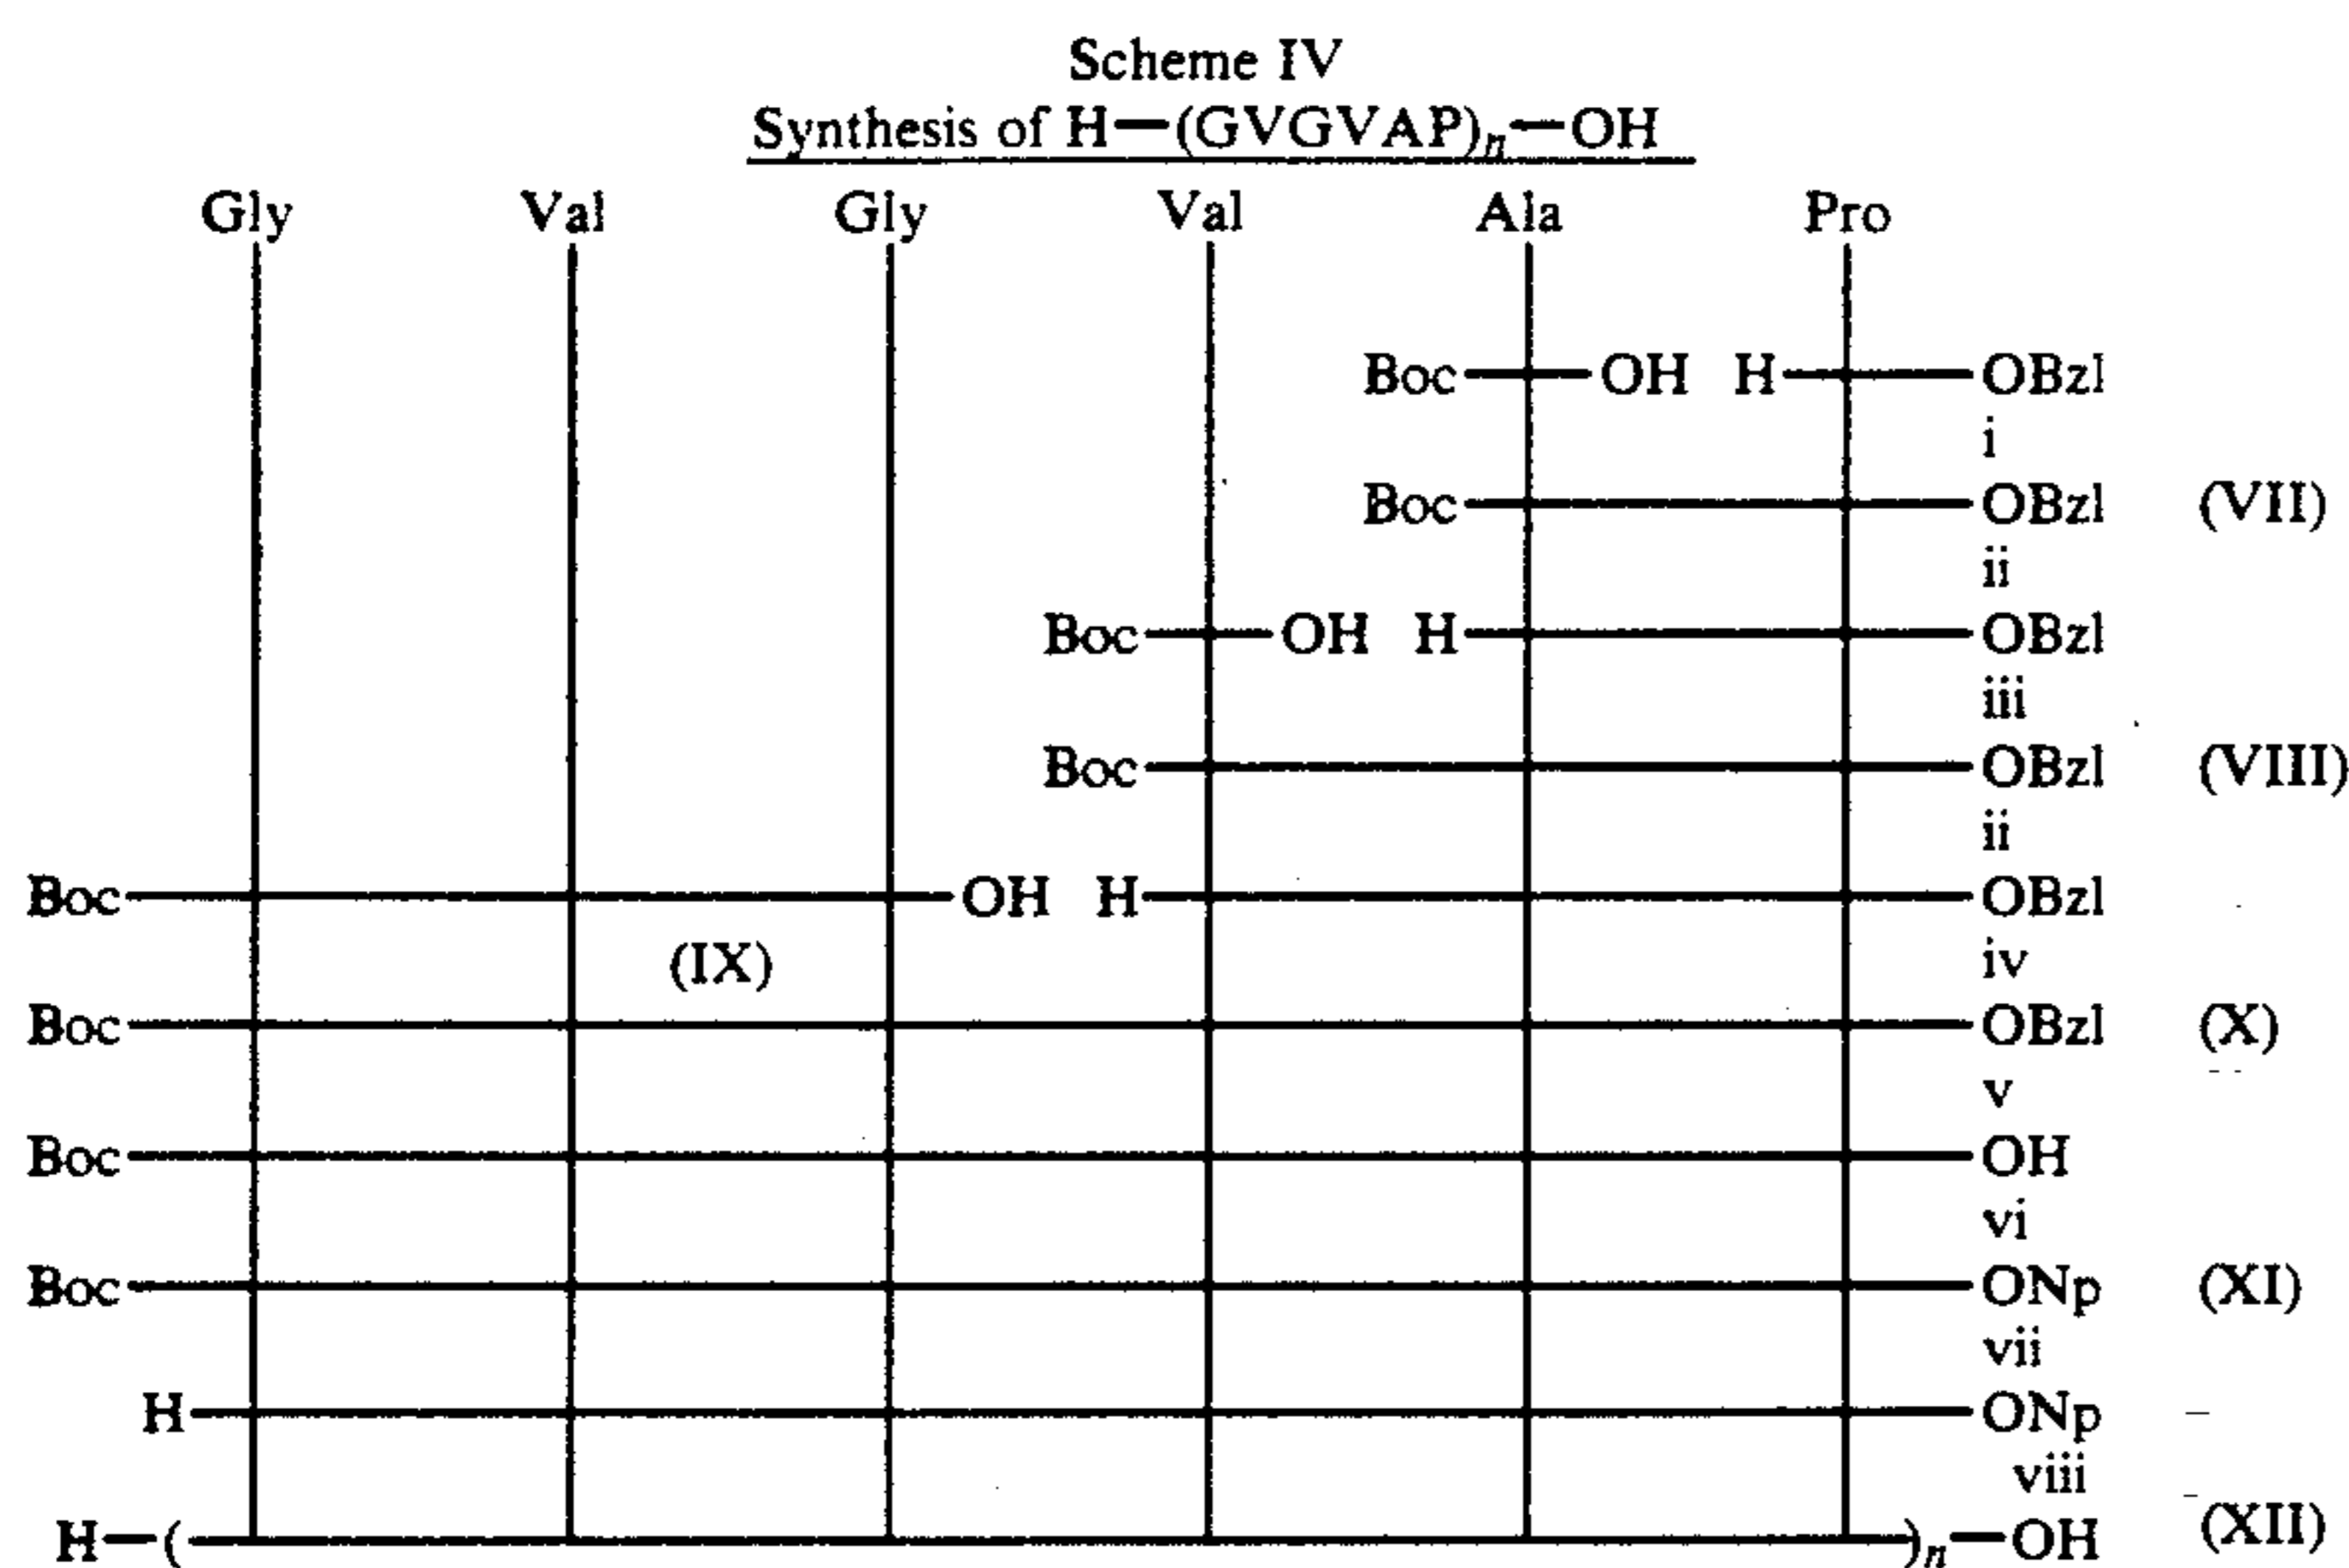 Scheme IV
Synthesis of H—(GVGVAP)n—OH
Gly Val Gly Val Ala Pro
Boc OH H OBzl
i
Boc OBzl (VII)
ii
Boc OH H OBzl
iii
Boc OBzl (VIII)
ii
Boc OH H OBzl
(IX) iv
Boc OBzl (X)
v
Boc OH
vi
Boc ONp (XI)
vii
H ONp
viii
H—( )n—OH (XII)